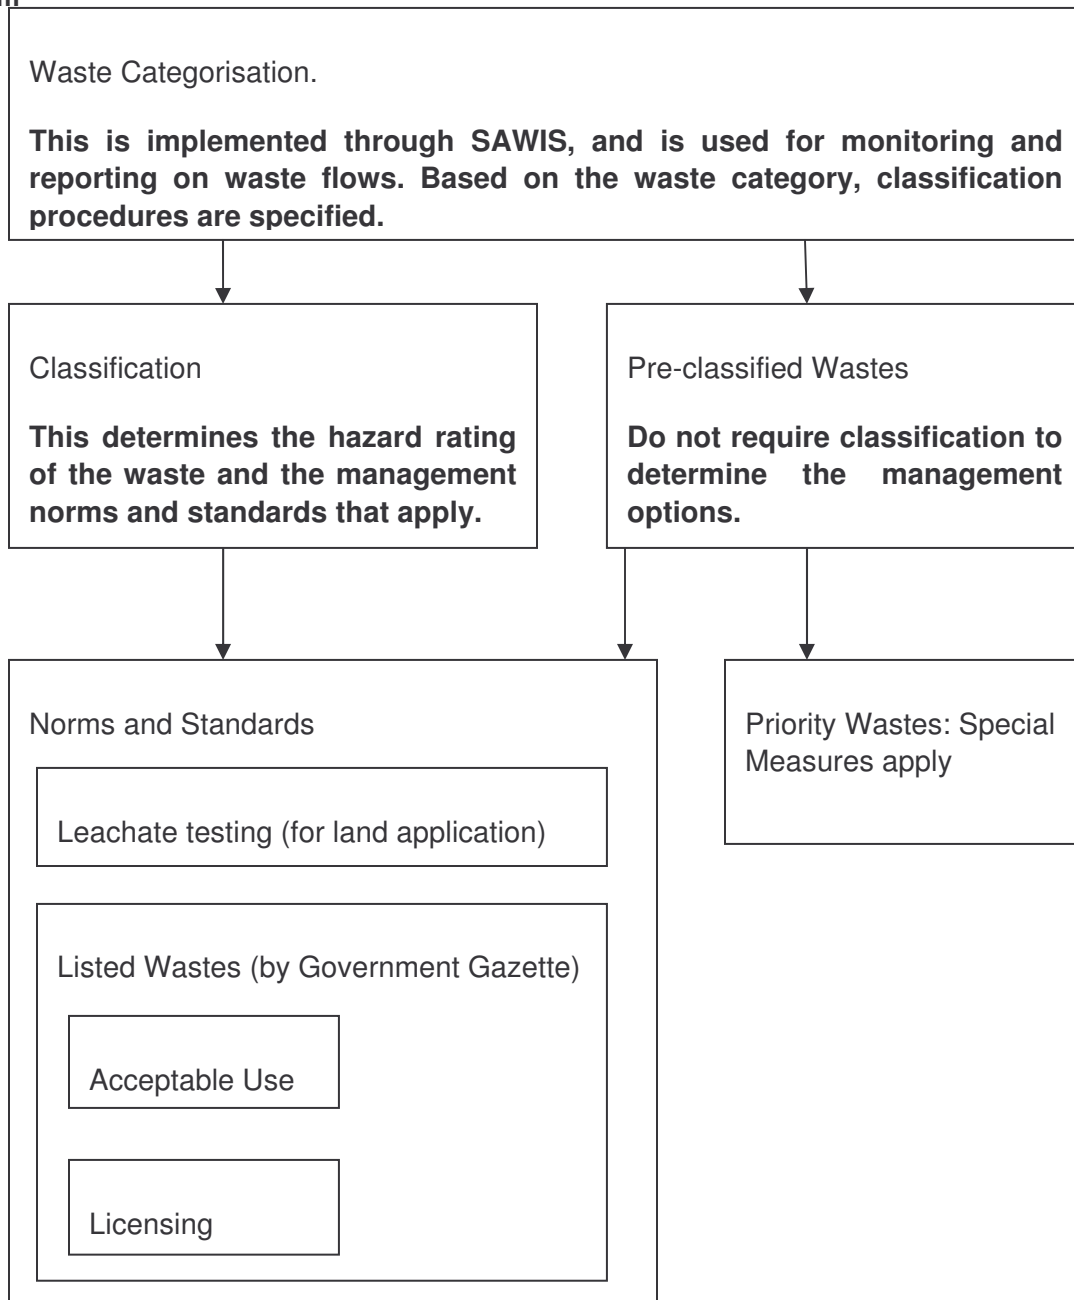 Waste Categorisation.
This is implemented through SAWIS, and is used for monitoring and
reporting on waste flows. Based on the waste category, classification
procedures are specified.
Classification
This determines the hazard rating
of the waste and the management
norms and standards that apply.
Pre-classified Wastes
Do not require classification to
determine the management
options.
Norms and Standards
Leachate testing (for land application)
Listed Wastes (by Government Gazette)
Acceptable Use
Licensing
Priority Wastes: Special
Measures apply